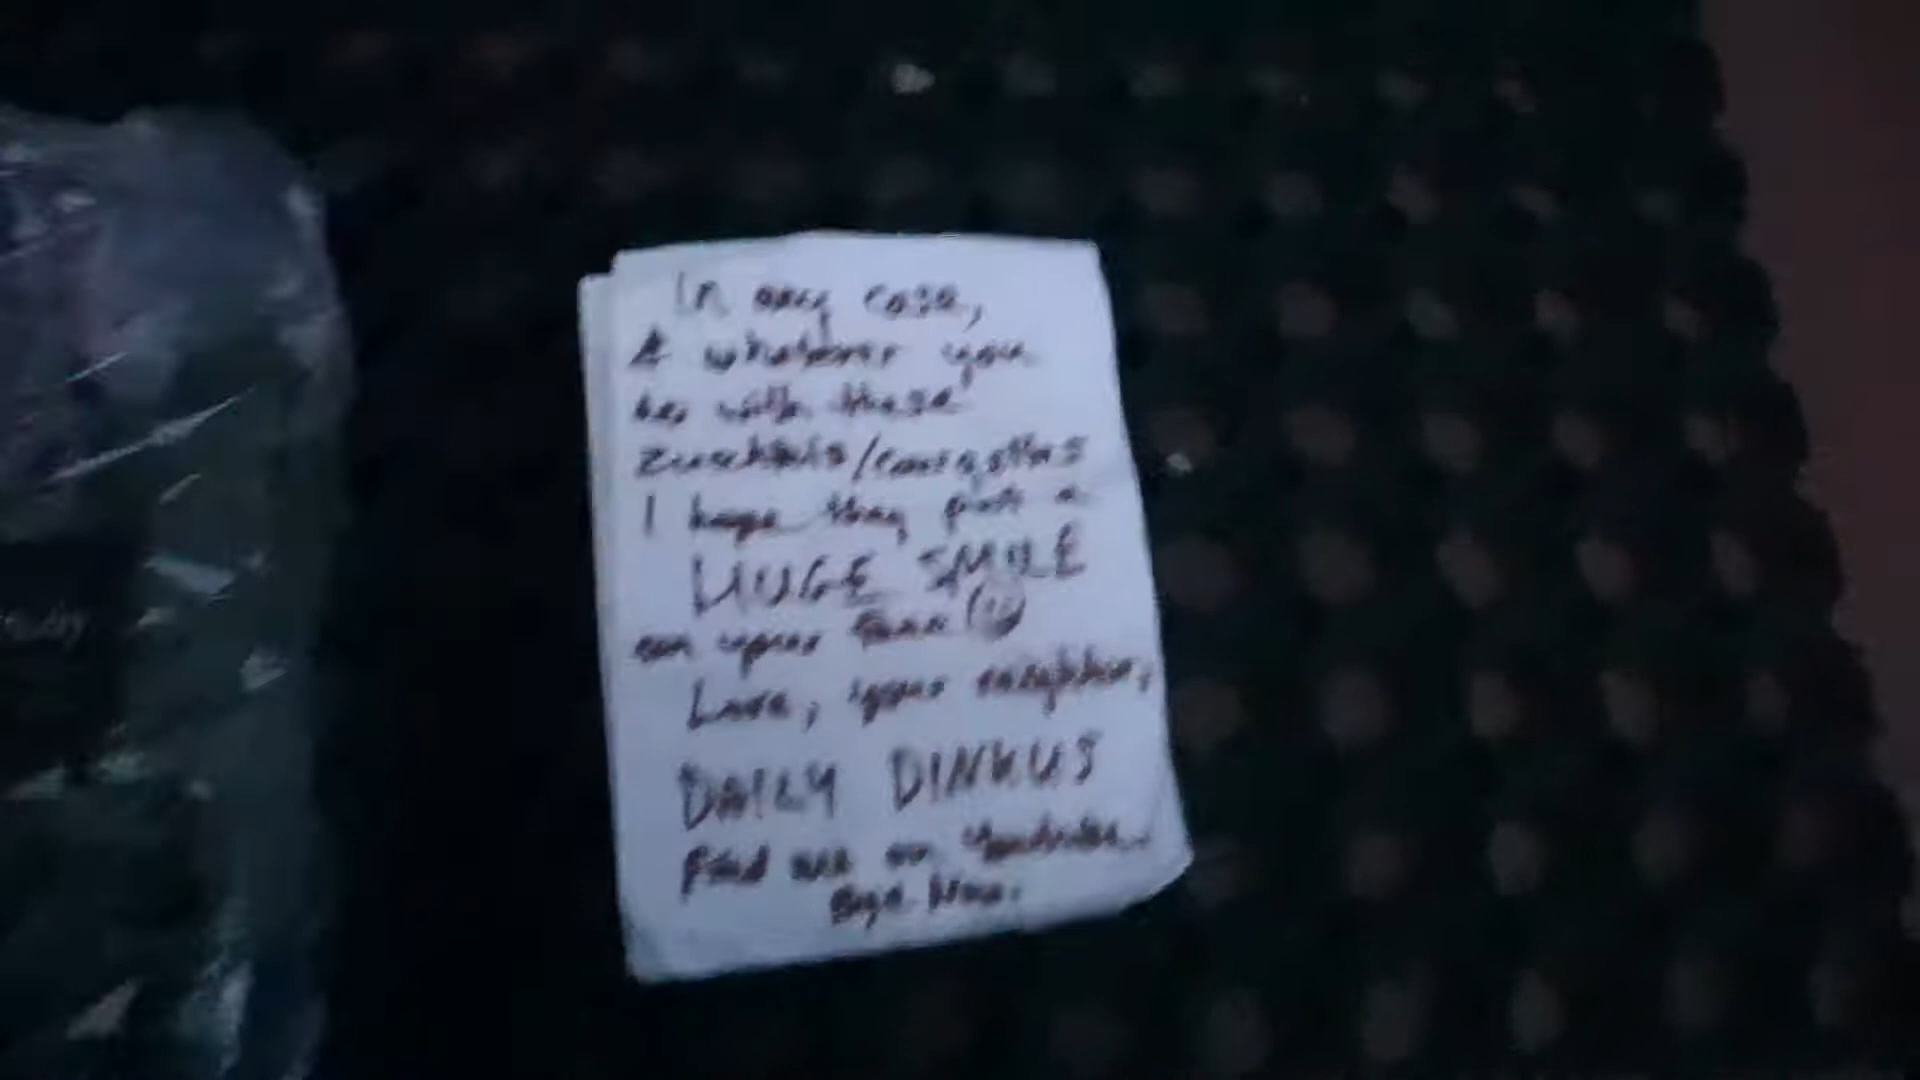 In any case,
& whatever you
do with these
zucchinis/courgettes
I hope they put a
HUGE SMILE
on your face
Love, your neighbor,
DAILY DINKUS
Find me on Youtube.
Bye Now.